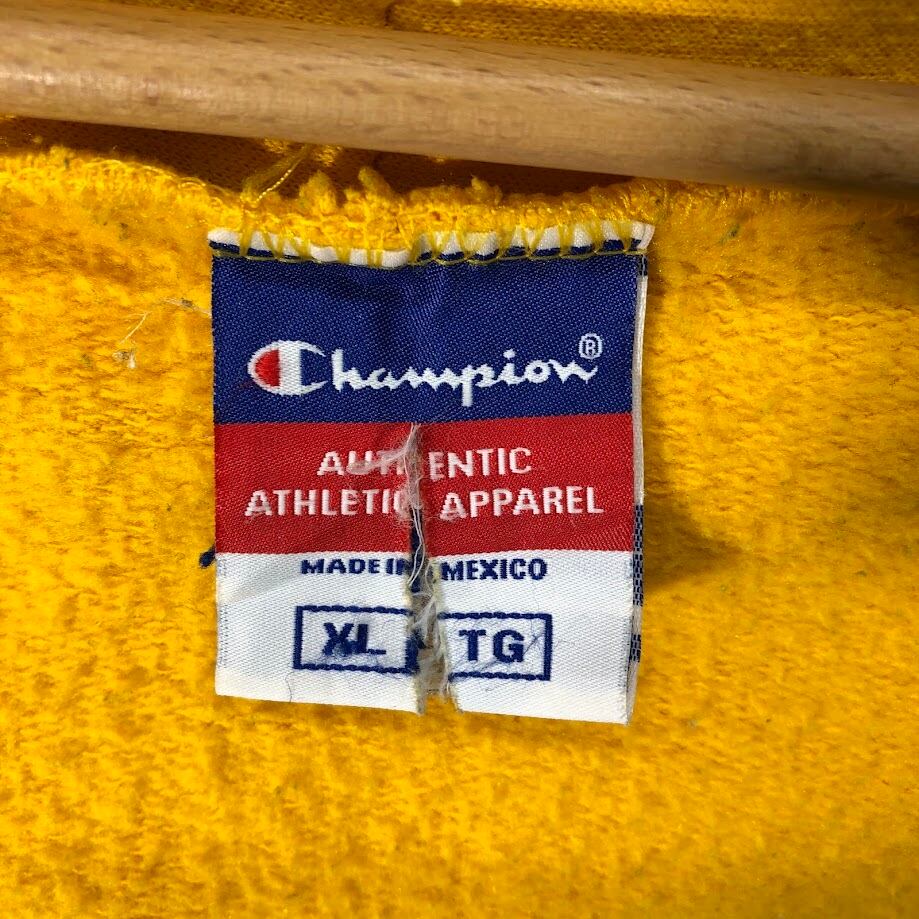 Champion®
AUTHENTIC
ATHLETIC APPAREL
MADE IN MEXICO
XL TG